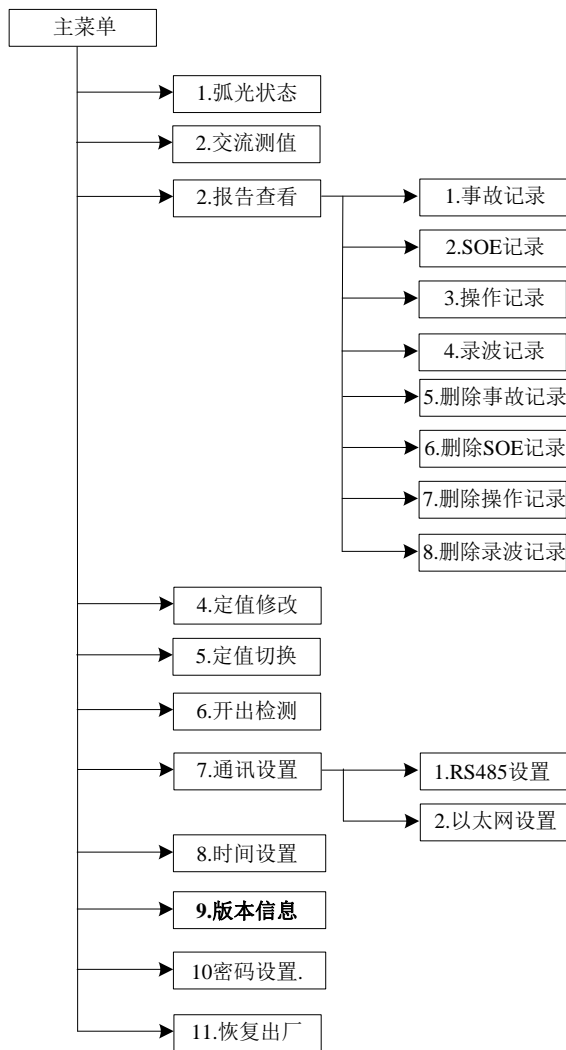 主菜单
1.弧光状态
2.交流测值
2.报告查看
1.事故记录
2.SOE记录
3.操作记录
4.录波记录
5.删除事故记录
6.删除SOE记录
7.删除操作记录
8.删除录波记录
4.定值修改
5.定值切换
6.开出检测
7.通讯设置
1.RS485设置
2.以太网设置
8.时间设置
9.版本信息
10密码设置.
11.恢复出厂